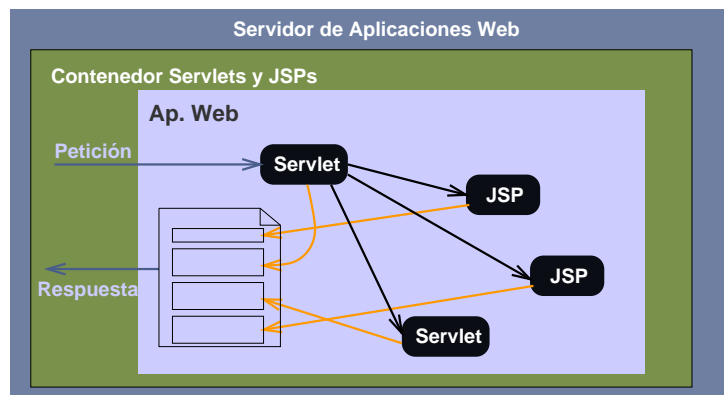 Servidor de Aplicaciones Web
Contenedor Servlets y JSPs
Ap. Web
Petición
Servlet
JSP
JSP
Respuesta
Servlet